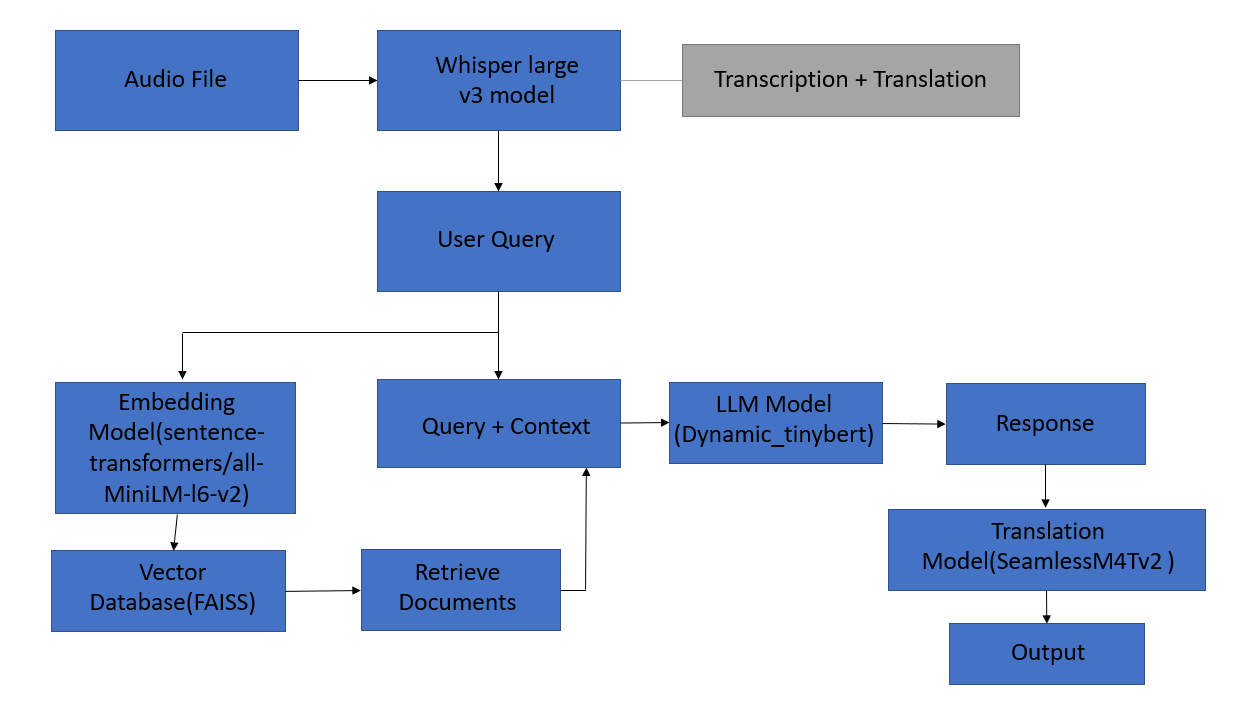 Audio File
Whisper large
v3 model
Transcription + Translation
User Query
Embedding
Model(sentence-
transformers/all-
MiniLM-l6-v2)
Query + Context
LLM Model
(Dynamic_tinybert)
Response
Vector
Database(FAISS)
Retrieve
Documents
Translation
Model(SeamlessM4Tv2 )
Output